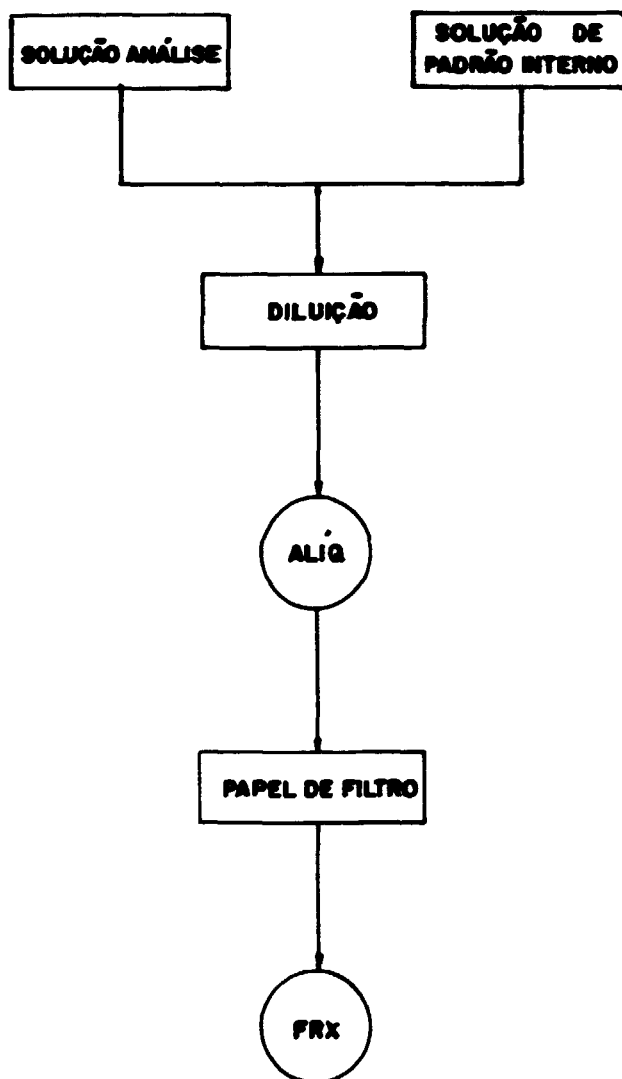 SOLUÇÃO ANÁLISE
SOLUÇÃO DE
PADRÃO INTERNO
DILUIÇÃO
ALÍQ
PAPEL DE FILTRO
FRX